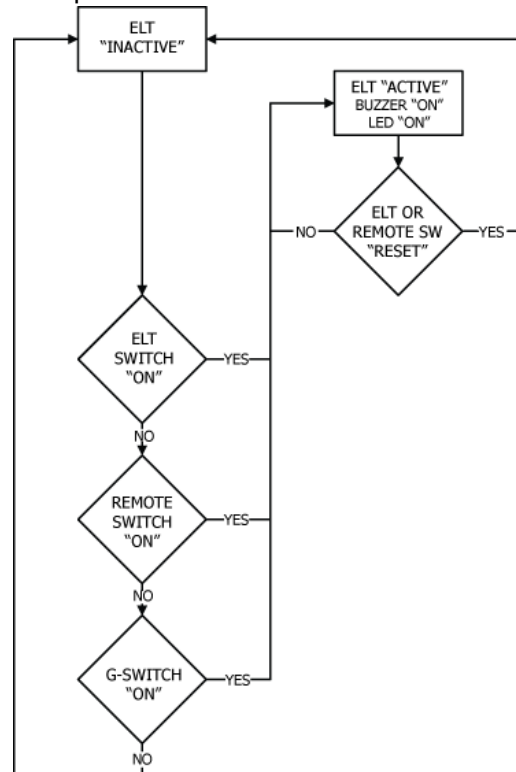 ELT
“INACTIVE”
ELT “ACTIVE”
BUZZER “ON”
LED “ON”
ELT OR
REMOTE SW
“RESET”
NO
YES
ELT
SWITCH
“ON”
YES
NO
REMOTE
SWITCH
“ON”
YES
NO
G-SWITCH
“ON”
YES
NO